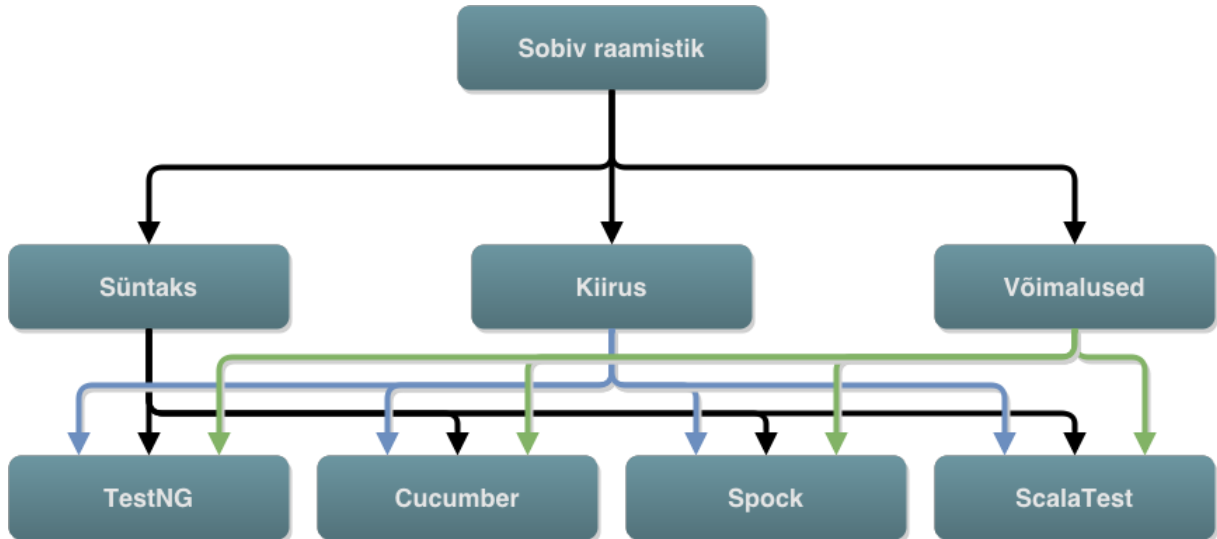 Sobiv raamistik
Süntaks
Kiirus
Võimalused
TestNG
Cucumber
Spock
ScalaTest